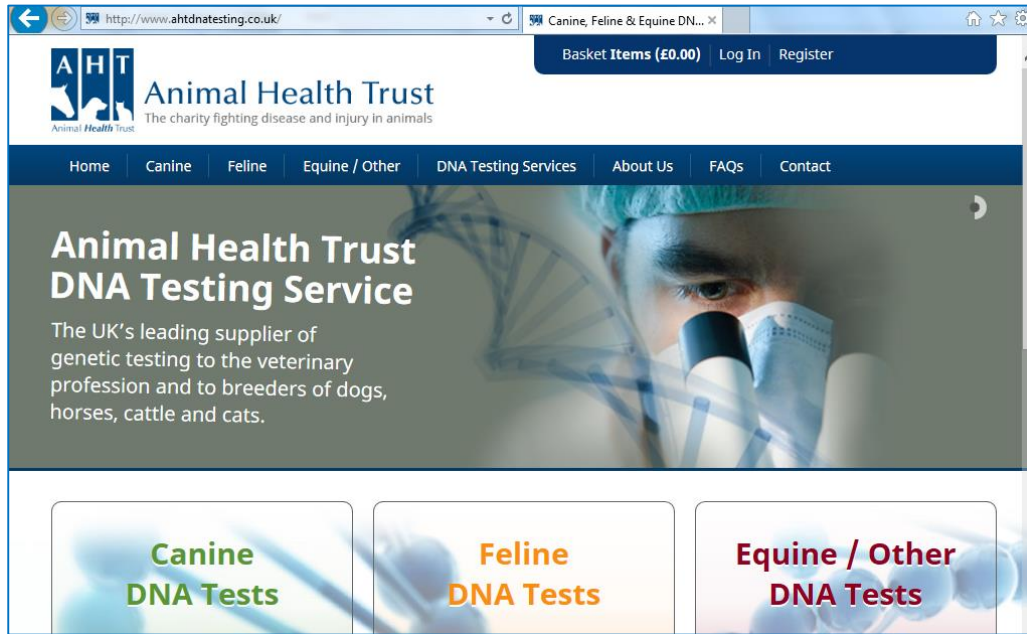 http://www.ahtdnatesting.co.uk/
Canine, Feline & Equine DN...
Basket Items (£0.00) Log In Register
AHT
Animal Health Trust
Animal Health Trust
The charity fighting disease and injury in animals
Home Canine Feline Equine / Other DNA Testing Services About Us FAQs Contact
Animal Health Trust
DNA Testing Service
The UK's leading supplier of
genetic testing to the veterinary
profession and to breeders of dogs,
horses, cattle and cats.
Canine
DNA Tests
Feline
DNA Tests
Equine / Other
DNA Tests